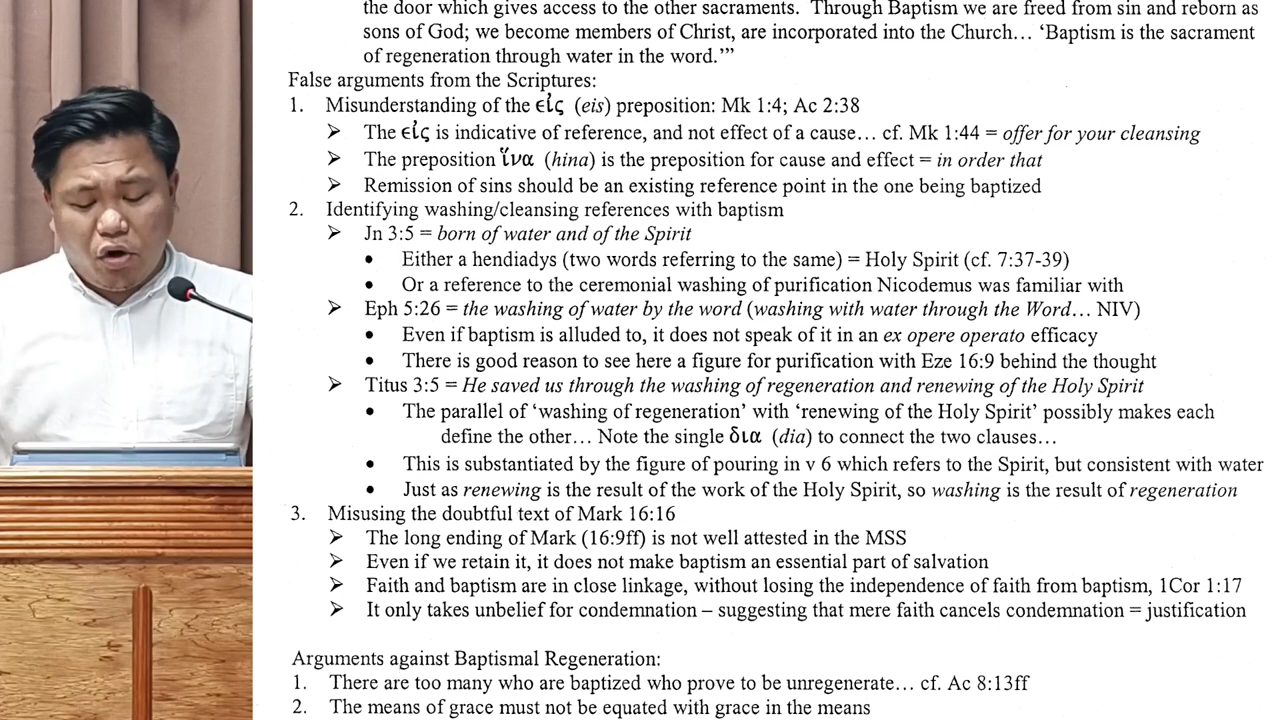 the door which gives access to the other sacraments. Through Baptism we are freed from sin and reborn as
sons of God; we become members of Christ, are incorporated into the Church… ‘Baptism is the sacrament
of regeneration through water in the word.’”
False arguments from the Scriptures:
1. Misunderstanding of the εἰς (eis) preposition: Mk 1:4; Ac 2:38
➢ The εἰς is indicative of reference, and not effect of a cause… cf. Mk 1:44 = offer for your cleansing
➢ The preposition ἵνα (hina) is the preposition for cause and effect = in order that
➢ Remission of sins should be an existing reference point in the one being baptized
2. Identifying washing/cleansing references with baptism
➢ Jn 3:5 = born of water and of the Spirit
• Either a hendiadys (two words referring to the same) = Holy Spirit (cf. 7:37-39)
• Or a reference to the ceremonial washing of purification Nicodemus was familiar with
➢ Eph 5:26 = the washing of water by the word (washing with water through the Word… NIV)
• Even if baptism is alluded to, it does not speak of it in an ex opere operato efficacy
• There is good reason to see here a figure for purification with Eze 16:9 behind the thought
➢ Titus 3:5 = He saved us through the washing of regeneration and renewing of the Holy Spirit
• The parallel of ‘washing of regeneration’ with ‘renewing of the Holy Spirit’ possibly makes each
define the other… Note the single δια (dia) to connect the two clauses…
• This is substantiated by the figure of pouring in v 6 which refers to the Spirit, but consistent with water
• Just as renewing is the result of the work of the Holy Spirit, so washing is the result of regeneration
3. Misusing the doubtful text of Mark 16:16
➢ The long ending of Mark (16:9ff) is not well attested in the MSS
➢ Even if we retain it, it does not make baptism an essential part of salvation
➢ Faith and baptism are in close linkage, without losing the independence of faith from baptism, 1Cor 1:17
➢ It only takes unbelief for condemnation – suggesting that mere faith cancels condemnation = justification
Arguments against Baptismal Regeneration:
1. There are too many who are baptized who prove to be unregenerate… cf. Ac 8:13ff
2. The means of grace must not be equated with grace in the means